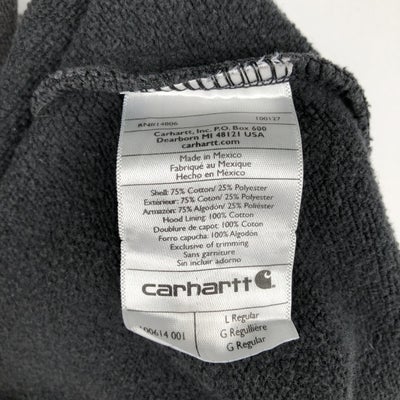 RN#14806 100127
Carhartt, Inc. P.O. Box 600
Dearborn MI 48121 USA
carhartt.com
Made in Mexico
Fabriqué au Mexique
Hecho en Mexico
Shell: 75% Cotton/ 25% Polyester
Extérieur: 75% Coton/ 25% Polyester
Armazón: 75% Algodón/ 25% Poliéster
Hood Lining: 100% Cotton
Doublure de capot: 100% Coton
Forro capucha: 100% Algodón
Exclusive of trimming
Sans garniture
Sin incluir adorno
carhartt
100614 001
L Regular
G Régulière
G Regular